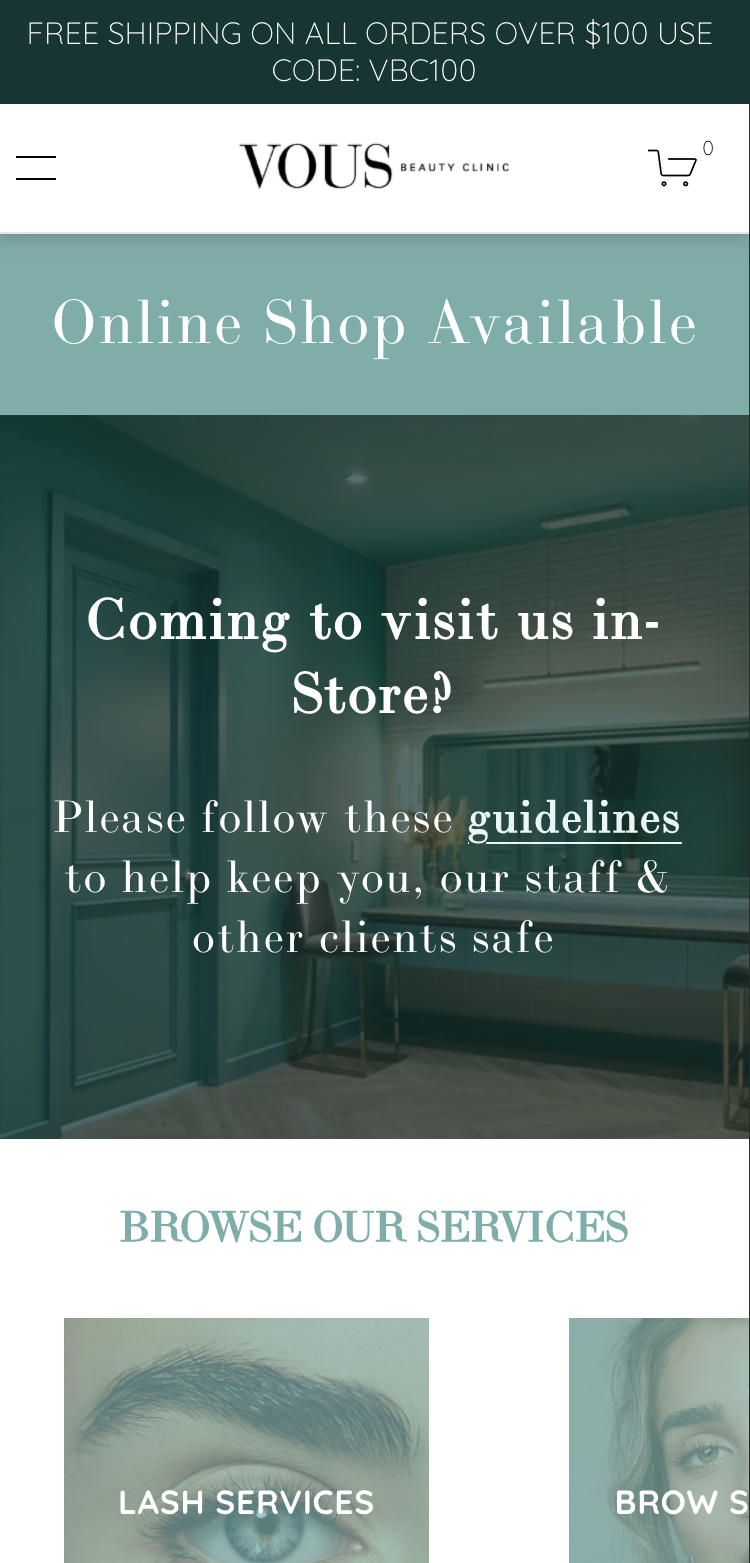 FREE SHIPPING ON ALL ORDERS OVER $100 USE
CODE: VBC100
VOUS BEAUTY CLINIC
0
Online Shop Available
Coming to visit us in-
Store?
Please follow these guidelines
to help keep you, our staff &
other clients safe
BROWSE OUR SERVICES
LASH SERVICES
BROW S